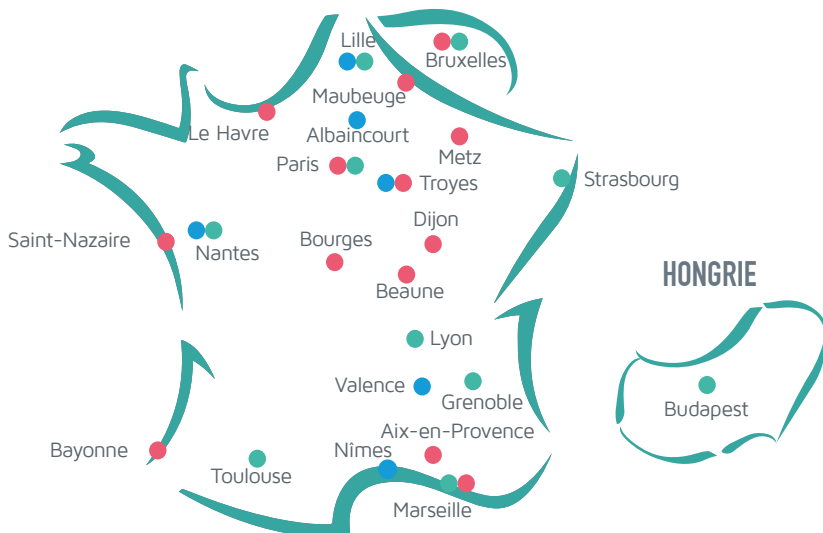 Lille
Bruxelles
Maubeuge
Le Havre
Albaincourt
Metz
Paris
Troyes
Strasbourg
Dijon
Saint-Nazaire
Nantes
Bourges
Beaune
HONGRIE
Lyon
Valence
Grenoble
Budapest
Aix-en-Provence
Bayonne
Nîmes
Toulouse
Marseille